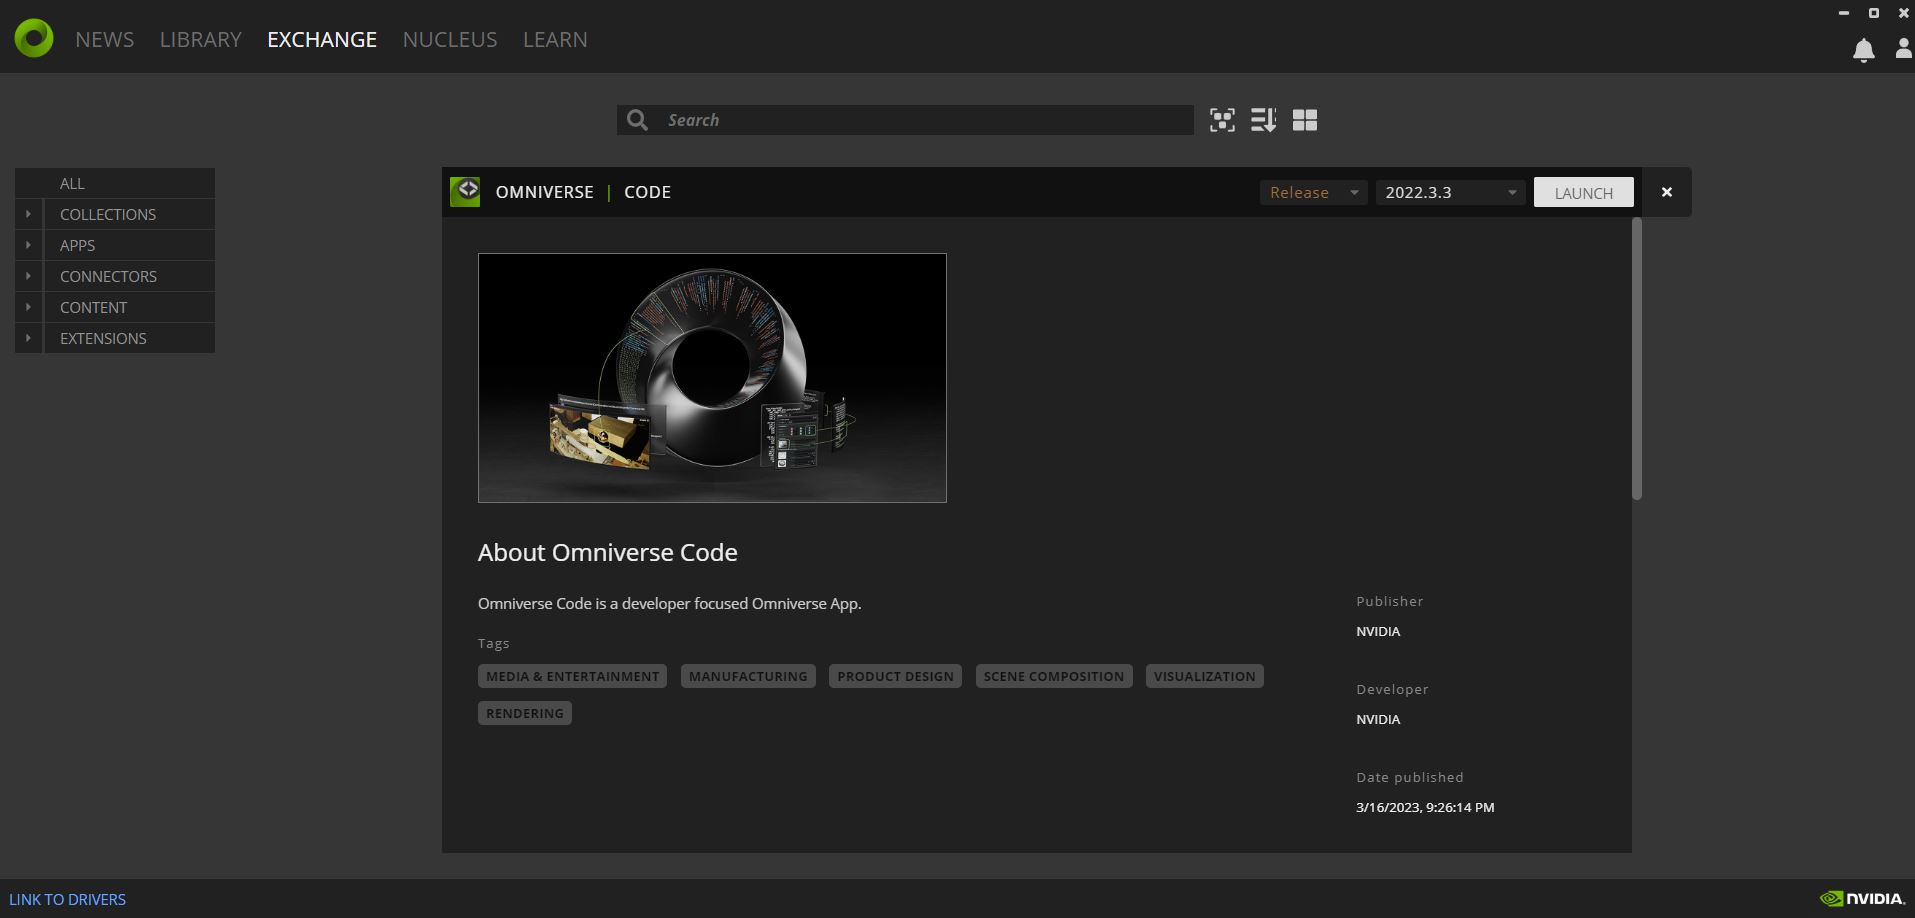 NEWS LIBRARY EXCHANGE NUCLEUS LEARN
Search
ALL
COLLECTIONS
APPS
CONNECTORS
CONTENT
EXTENSIONS
OMNIVERSE | CODE
Release
2022.3.3
LAUNCH
About Omniverse Code
Omniverse Code is a developer focused Omniverse App.
Tags
MEDIA & ENTERTAINMENT MANUFACTURING PRODUCT DESIGN SCENE COMPOSITION VISUALIZATION
RENDERING
Publisher
NVIDIA
Developer
NVIDIA
Date published
3/16/2023, 9:26:14 PM
LINK TO DRIVERS
NVIDIA.